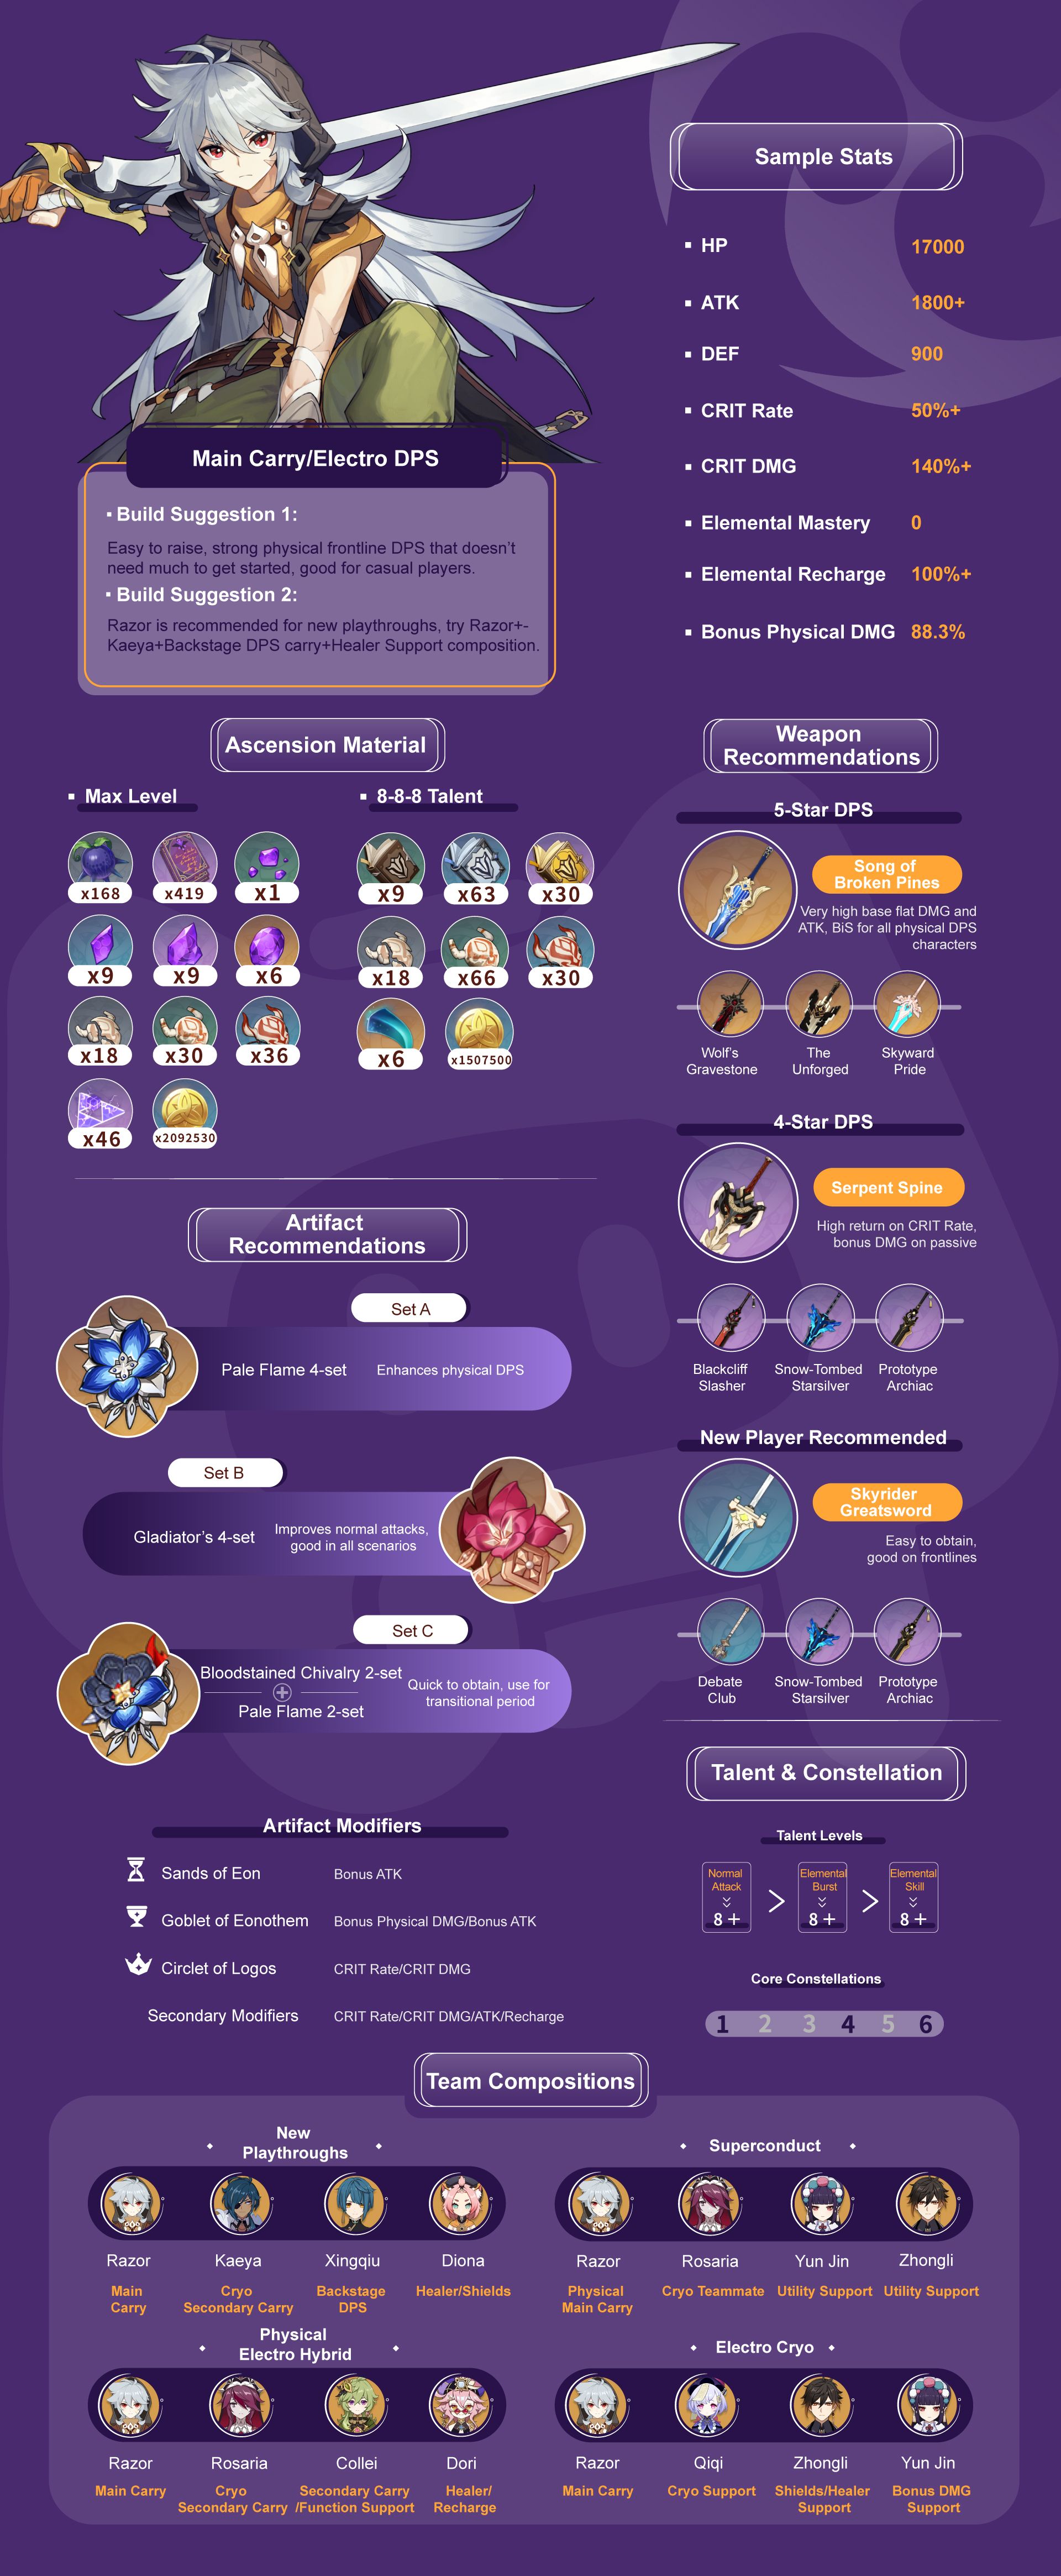 Sample Stats
HP 17000
ATK 1800+
DEF 900
CRIT Rate 50%+
CRIT DMG 140%+
Elemental Mastery 0
Elemental Recharge 100%+
Bonus Physical DMG 88.3%
Main Carry/Electro DPS
Build Suggestion 1:
Easy to raise, strong physical frontline DPS that doesn't
need much to get started, good for casual players.
Build Suggestion 2:
Razor is recommended for new playthroughs, try Razor+-
Kaeya+Backstage DPS carry+Healer Support composition.
Ascension Material
Max Level
x168 x419 x1
x9 x9 x6
x18 x30 x36
x46 x2092530
8-8-8 Talent
x9 x63 x30
x18 x66 x30
x6 x1507500
Weapon
Recommendations
5-Star DPS
Song of
Broken Pines
Very high base flat DMG and
ATK, BiS for all physical DPS
characters
Wolf's
Gravestone
The
Unforged
Skyward
Pride
4-Star DPS
Serpent Spine
High return on CRIT Rate,
bonus DMG on passive
Blackcliff
Slasher
Snow-Tombed
Starsilver
Prototype
Archiac
New Player Recommended
Skyrider
Greatsword
Easy to obtain,
good on frontlines
Debate
Club
Snow-Tombed
Starsilver
Prototype
Archiac
Artifact
Recommendations
Set A
Pale Flame 4-set
Enhances physical DPS
Set B
Gladiator's 4-set
Improves normal attacks,
good in all scenarios
Set C
Bloodstained Chivalry 2-set
Pale Flame 2-set
Quick to obtain, use for
transitional period
Artifact Modifiers
Sands of Eon Bonus ATK
Goblet of Eonothem Bonus Physical DMG/Bonus ATK
Circlet of Logos CRIT Rate/CRIT DMG
Secondary Modifiers CRIT Rate/CRIT DMG/ATK/Recharge
Talent & Constellation
Talent Levels
Normal
Attack
8 +
>
Elemental
Burst
8 +
>
Elemental
Skill
8 +
Core Constellations
1 2 3 4 5 6
Team Compositions
New
Playthroughs
Razor Kaeya Xingqiu Diona
Main
Carry
Cryo
Secondary Carry
Backstage
DPS
Healer/Shields
Superconduct
Razor Rosaria Yun Jin Zhongli
Physical
Main Carry
Cryo Teammate
Utility Support
Utility Support
Physical
Electro Hybrid
Razor Rosaria Collei Dori
Main Carry
Cryo
Secondary Carry
Secondary Carry
/Function Support
Healer/
Recharge
Electro Cryo
Razor Qiqi Zhongli Yun Jin
Main Carry
Cryo Support
Shields/Healer
Support
Bonus DMG
Support